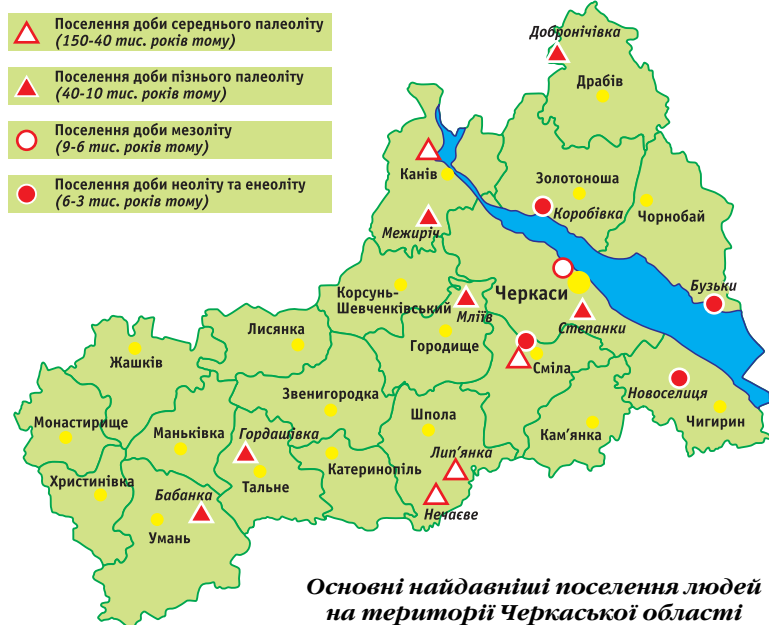 Поселення доби середнього палеоліту
(150-40 тис. років тому)
Поселення доби пізнього палеоліту
(40-10 тис. років тому)
Поселення доби мезоліту
(9-6 тис. років тому)
Поселення доби неоліту та енеоліту
(6-3 тис. років тому)
Добронічівка
Драбів
Канів
Золотоноша
Коробівка
Чорнобай
Межиріч
Бузьки
Черкаси
Корсунь-
Шевченківський
Мліїв
Степанки
Лисянка
Городище
Жашків
Сміла
Новоселиця
Звенигородка
Монастирище
Маньківка
Гордашівка
Шпола
Кам'янка
Чигирин
Лип'янка
Христинівка
Бабанка
Тальне
Катеринопіль
Нечаєве
Умань
Основні найдавніші поселення людей
на території Черкаської області